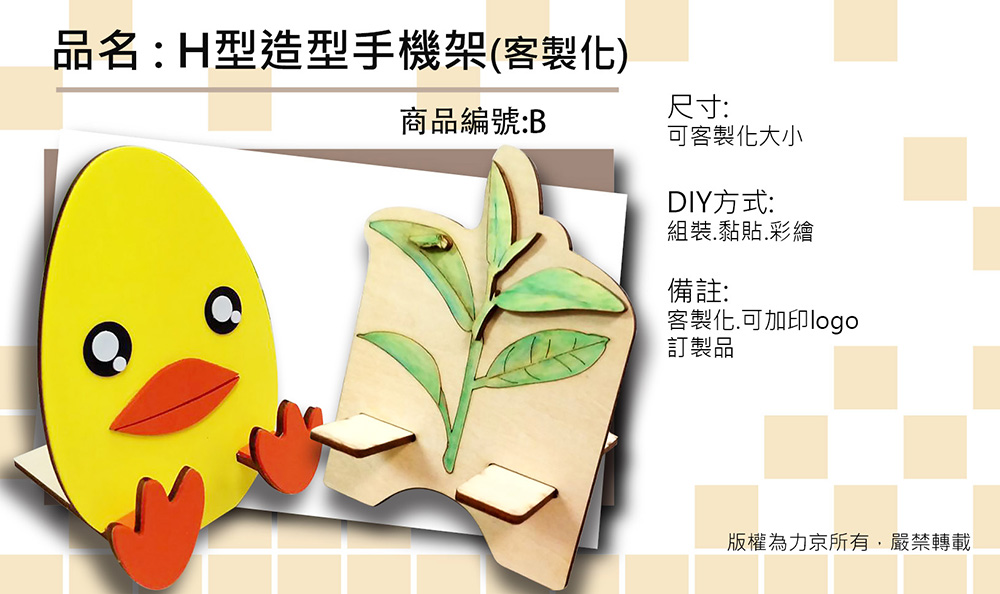 品名 : H型造型手機架(客製化)
商品編號:B
尺寸:
可客製化大小
DIY方式:
組裝.黏貼.彩繪
備註:
客製化.可加印logo
訂製品
版權為力京所有，嚴禁轉載